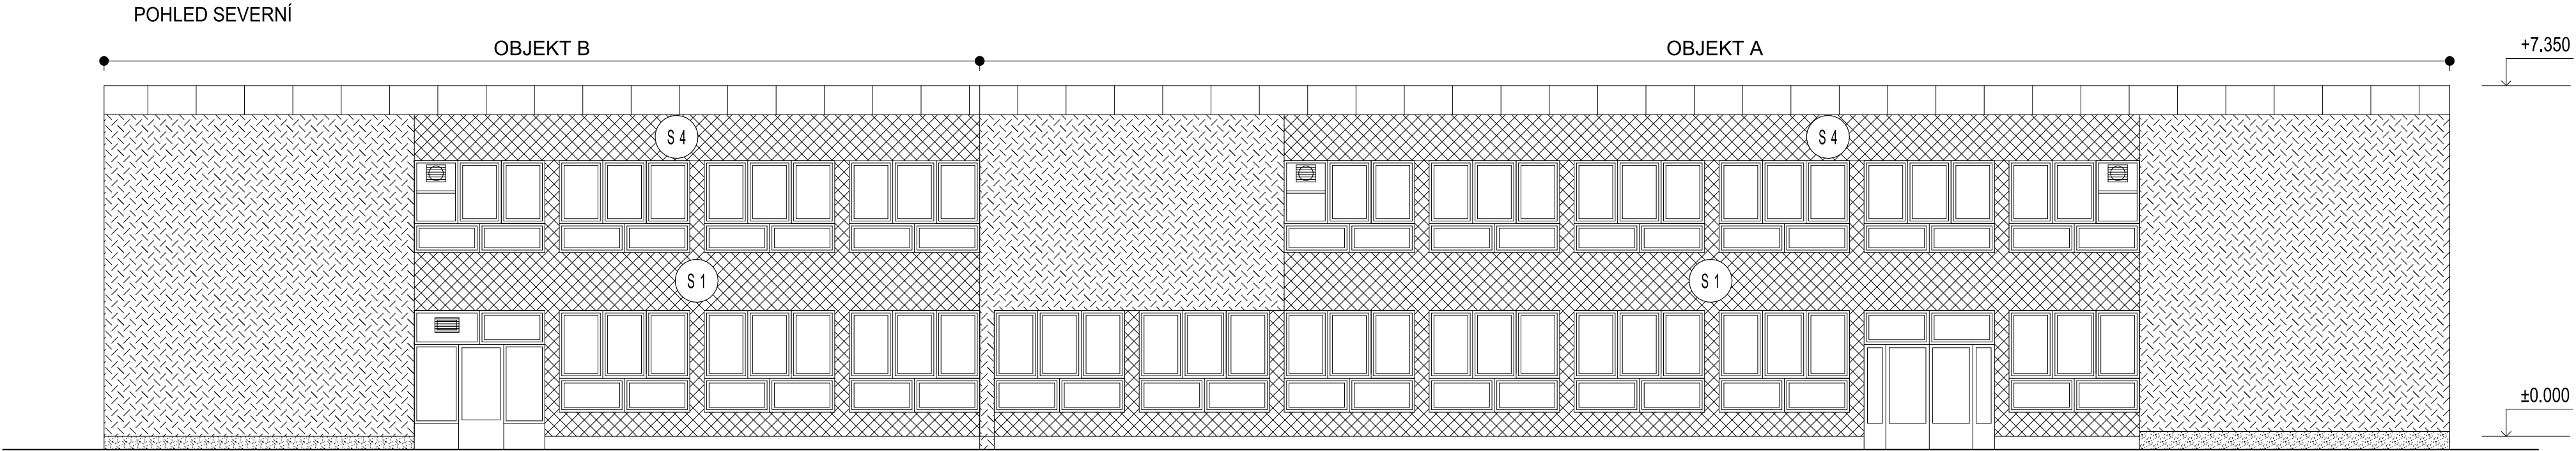 POHLED SEVERNÍ
OBJEKT B
OBJEKT A
+7.350
S 4
S 4
S 1
S 1
±0.000